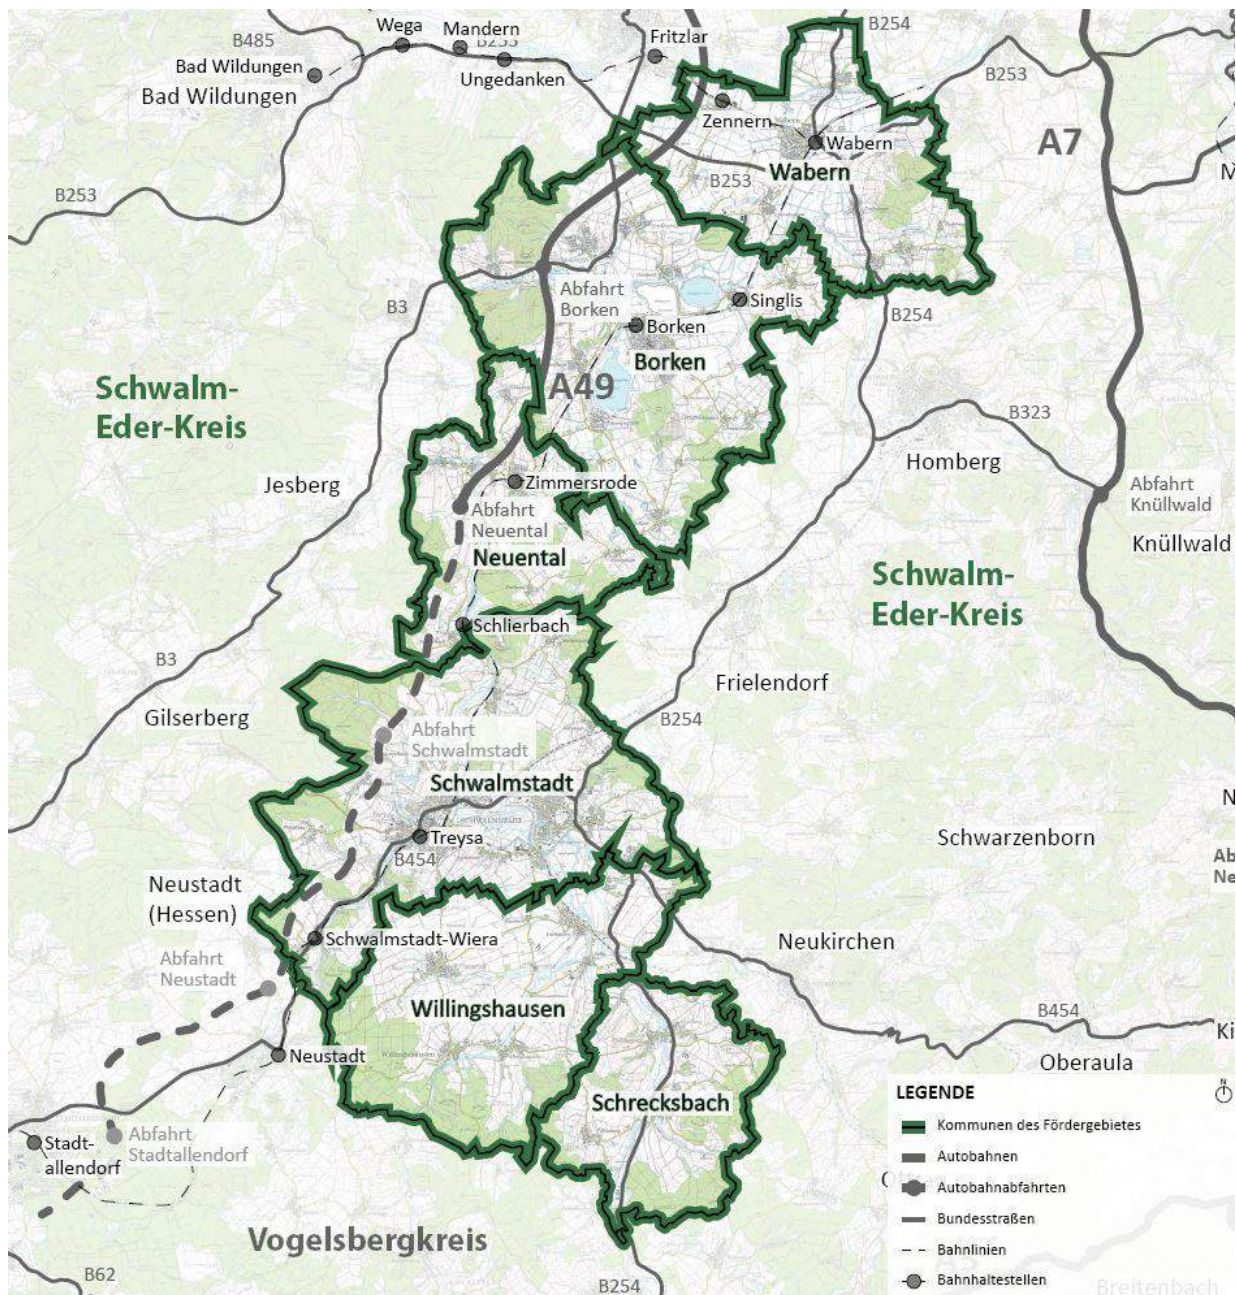 B254
Wega
Mandern
B485
B253
Fritzlar
Bad Wildungen
Ungedanken
B253
Bad Wildungen
Zennern
A7
Wabern
Wabern
B253
B253
Abfahrt
Borken
Singlis
B3
B254
Borken
Borken
Schwalm-
Eder-Kreis
A49
B323
Homberg
Jesberg
Zimmersrode
Abfahrt
Knüllwald
Abfahrt
Neuental
Knüllwald
Neuental
Schwalm-
Eder-Kreis
Schlierbach
B3
Frielendorf
Gilserberg
B254
Abfahrt
Schwalmstadt
Schwalmstadt
Treysa
Schwarzenborn
B454
Neustadt
(Hessen)
Schwalmstadt-Wiera
Neukirchen
Abfahrt
Neustadt
Willingshausen
B454
Neustadt
Oberaula
Schrecksbach
Abfahrt
Stadtallendorf
Stadt-
allendorf
Vogelsbergkreis
B62
B254
LEGENDE
N
Kommunen des Fördergebietes
Autobahnen
Autobahnabfahrten
Bundesstraßen
Bahnlinien
Bahnhaltestellen
Breitenbach